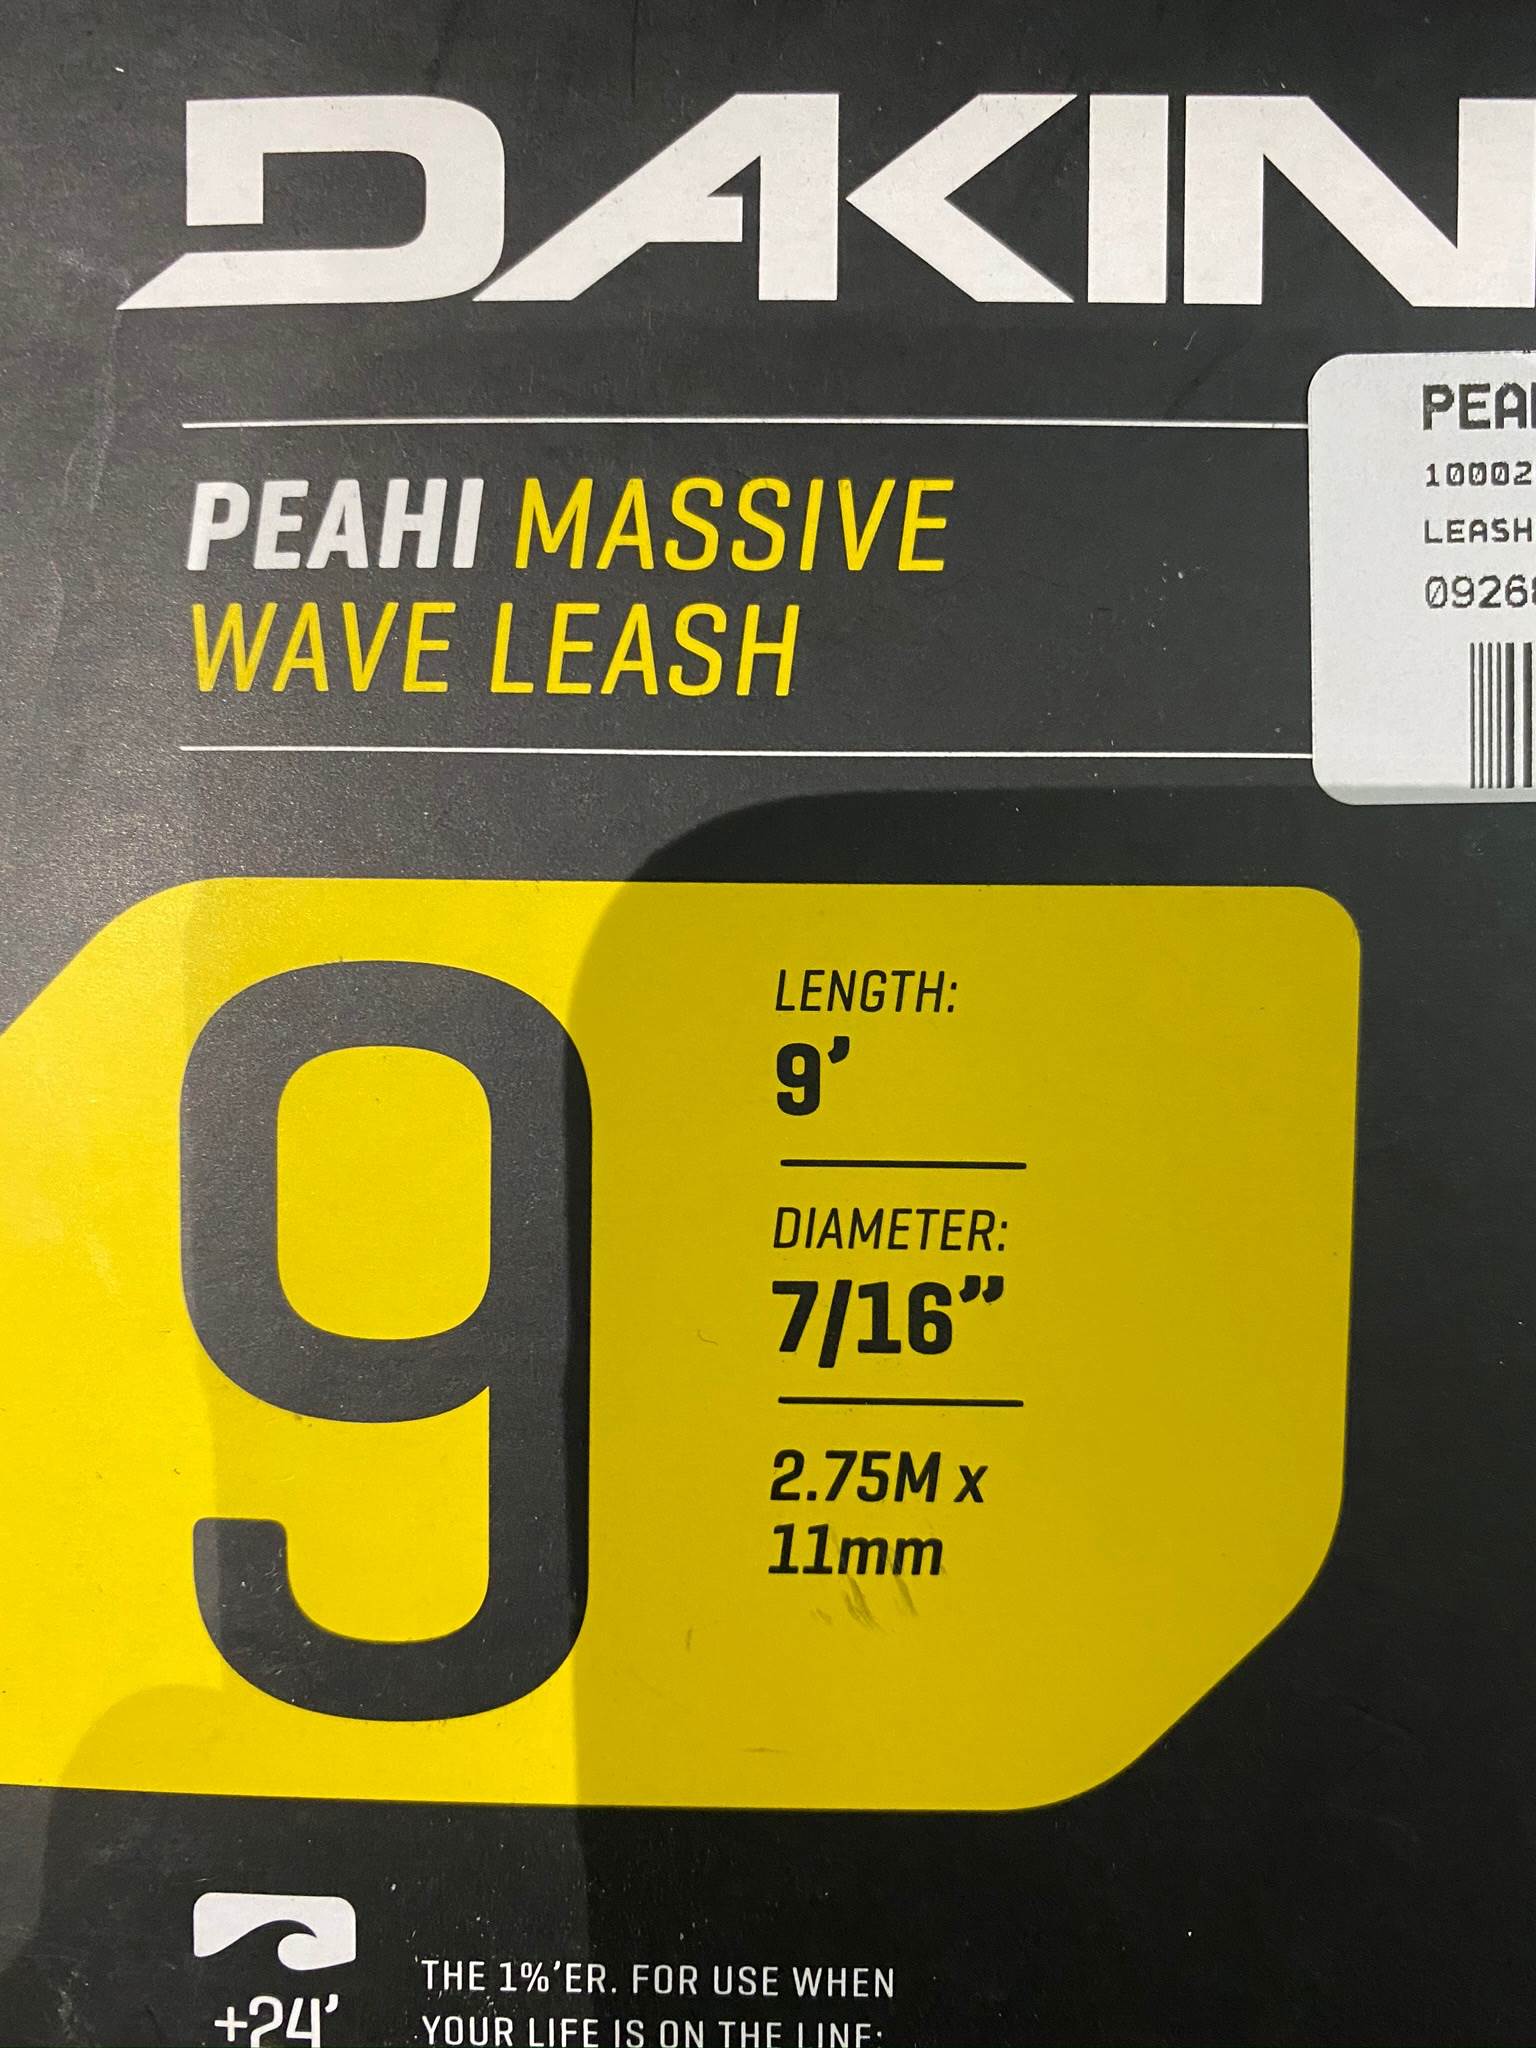 DAKIN
PEAHI MASSIVE
WAVE LEASH
PEA
10002
LEASH
0926
9
LENGTH:
9’
DIAMETER:
7/16”
2.75M x
11mm
+24’
THE 1%’ER. FOR USE WHEN
YOUR LIFE IS ON THE LINE: